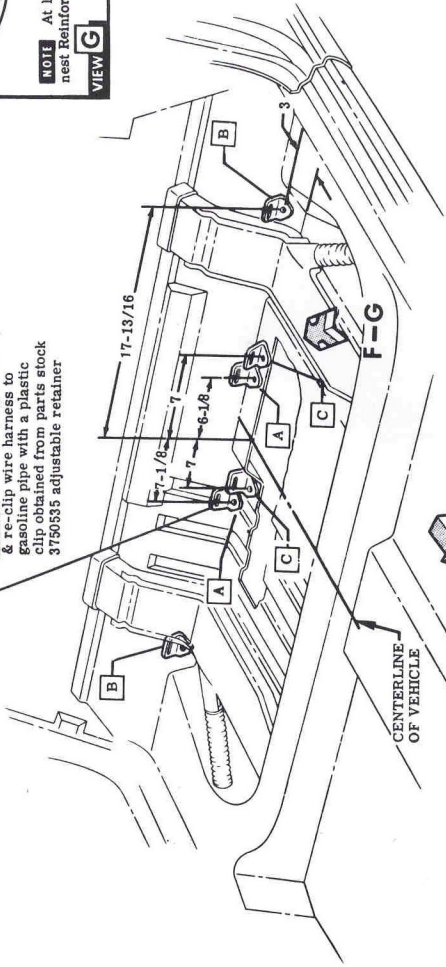 & re-clip wire harness to
gasoline pipe with a plastic
clip obtained from parts stock
3750535 adjustable retainer
NOTE At l
nest Reinfor
VIEW G
17-13/16
7-1/8
7
7
6-1/8
3
B
B
A
A
C
C
F-G
CENTERLINE
OF VEHICLE